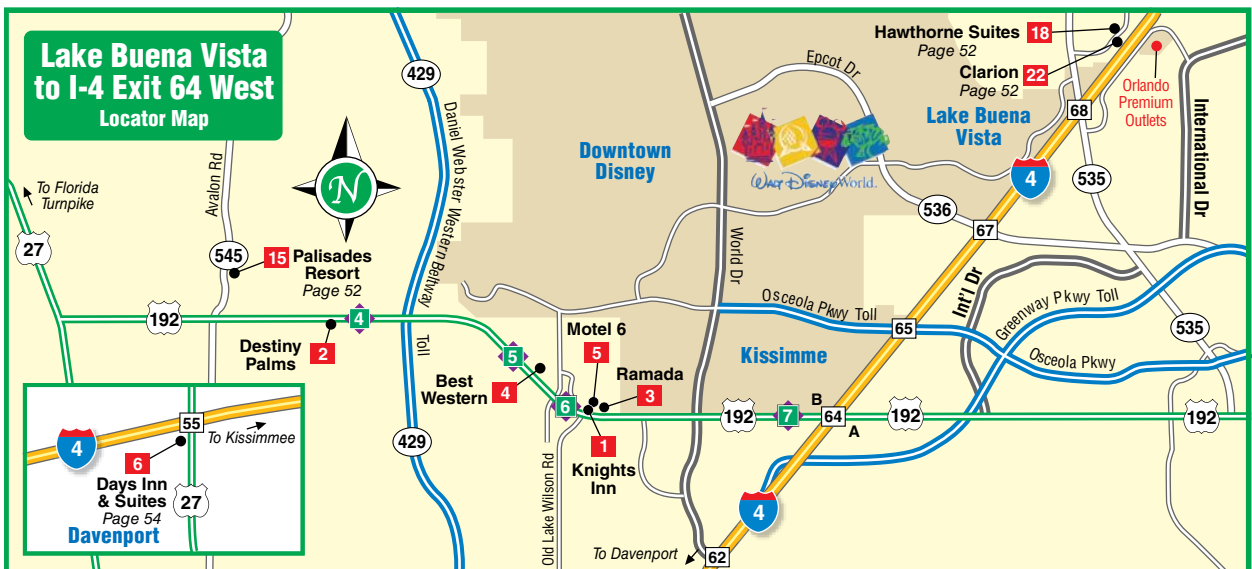 Lake Buena Vista
to I-4 Exit 64 West
Locator Map
To Florida
Turnpike
27
Avalon Rd
545
15 Palisades
Resort
Page 52
N
429
Daniel Webster Western Beltway
Toll
429
192
4
Destiny
Palms
2
5
Best
Western
4
6
Motel 6
5
Ramada
3
1
Knights
Inn
Old Lake Wilson Rd
Downtown
Disney
Walt Disney World.
Epcot Dr
World Dr
Osceola Pkwy Toll
Kissimme
192
7
B
64
A
192
192
65
67
68
62
4
4
To Davenport
Hawthorne Suites 18
Page 52
Clarion 22
Page 52
Lake Buena
Vista
Orlando
Premium
Outlets
International Dr
535
536
Int'l Dr
Greenway Pkwy Toll
Osceola Pkwy
535
55
To Kissimmee
4
6
Days Inn
& Suites
Page 54
Davenport
27